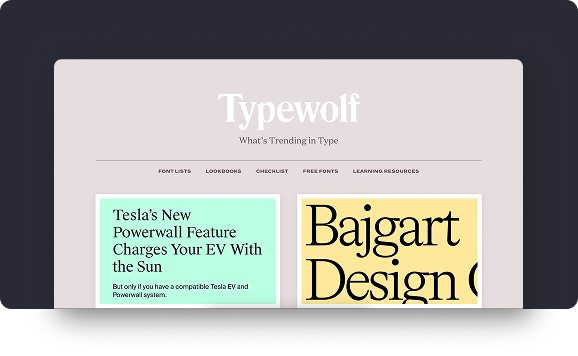 Typewolf
What's Trending in Type
FONT LISTS LOOKBOOKS CHECKLIST FREE FONTS LEARNING RESOURCES
Tesla's New
Powerwall Feature
Charges Your EV With
the Sun
But only if you have a compatible Tesla EV and
Powerwall system.
Bajgart
Design